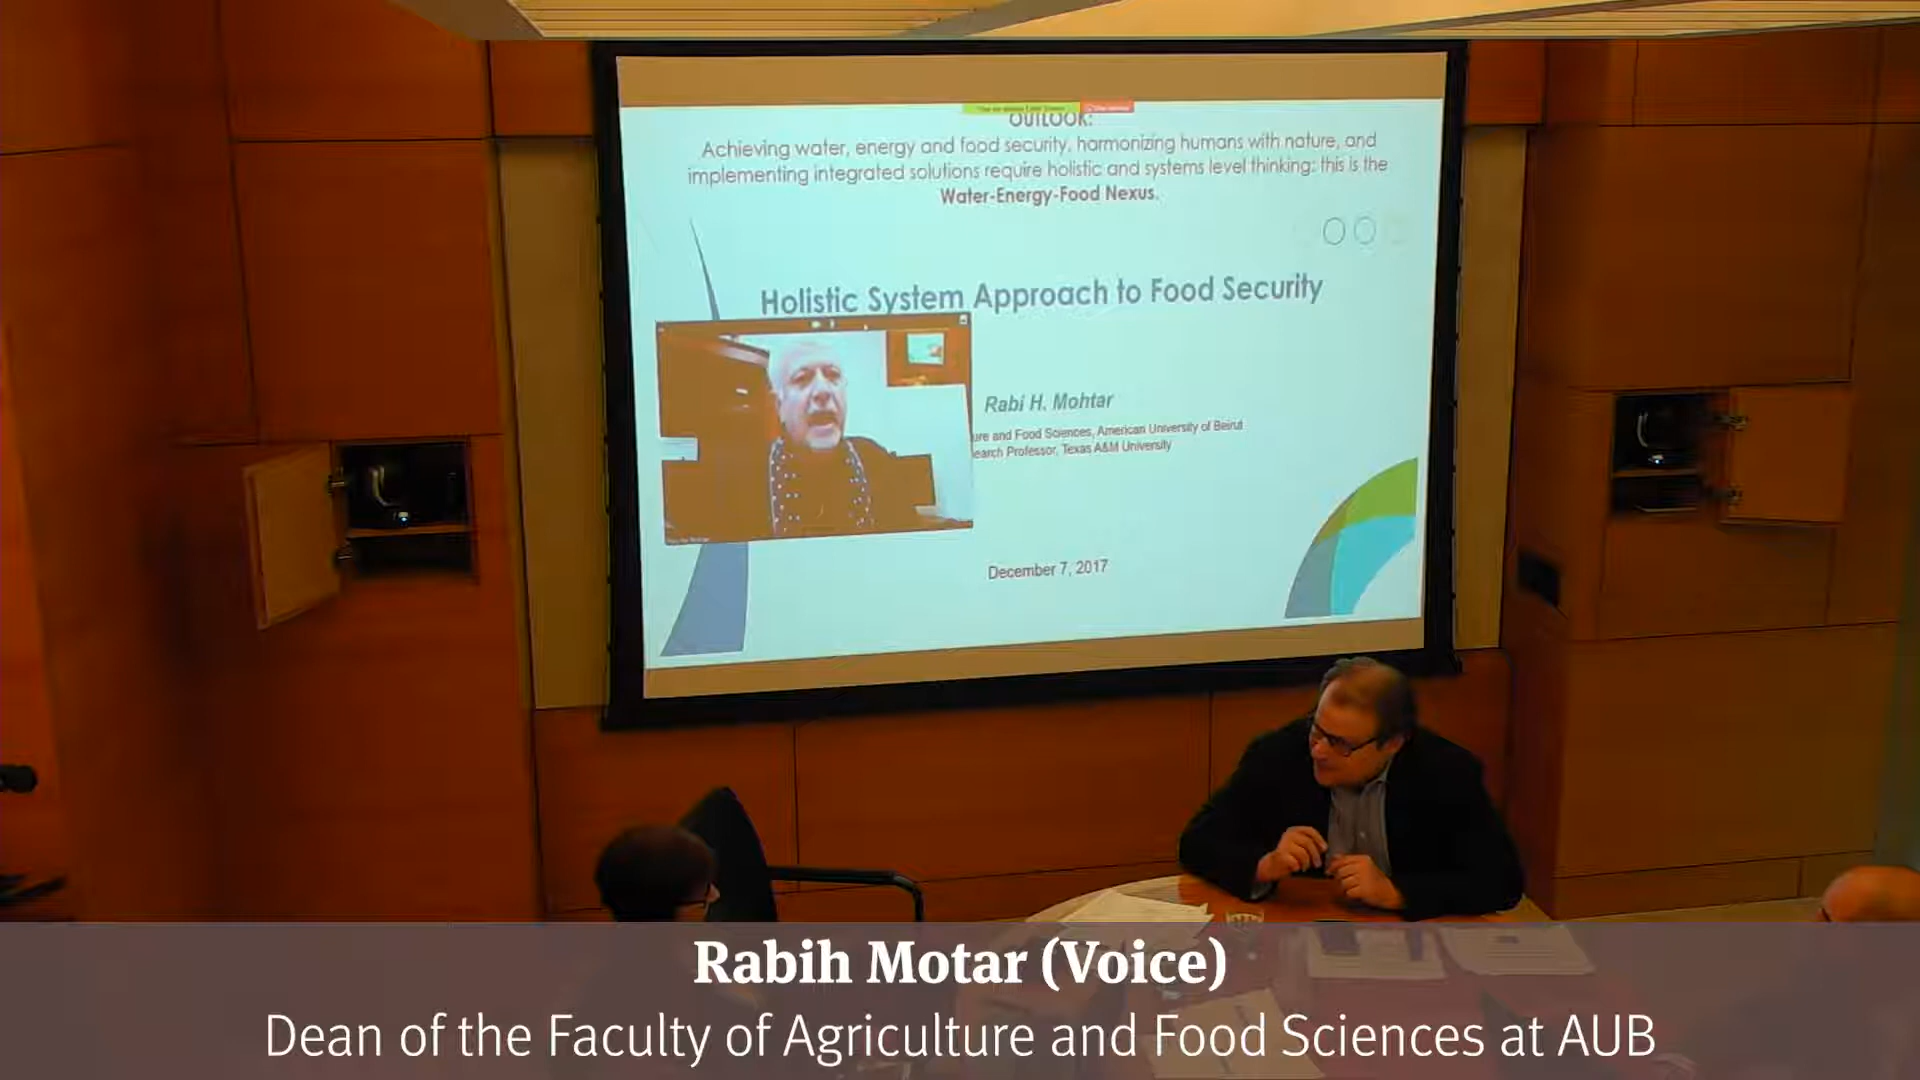 OUTLOOK:
Achieving water, energy and food security, harmonizing humans with nature, and
implementing integrated solutions require holistic and systems level thinking: this is the
Water-Energy-Food Nexus.
Holistic System Approach to Food Security
Rabi H. Mohtar
and Food Sciences, American University of Beirut
Professor, Texas A&M University
December 7, 2017
Rabih Motar (Voice)
Dean of the Faculty of Agriculture and Food Sciences at AUB